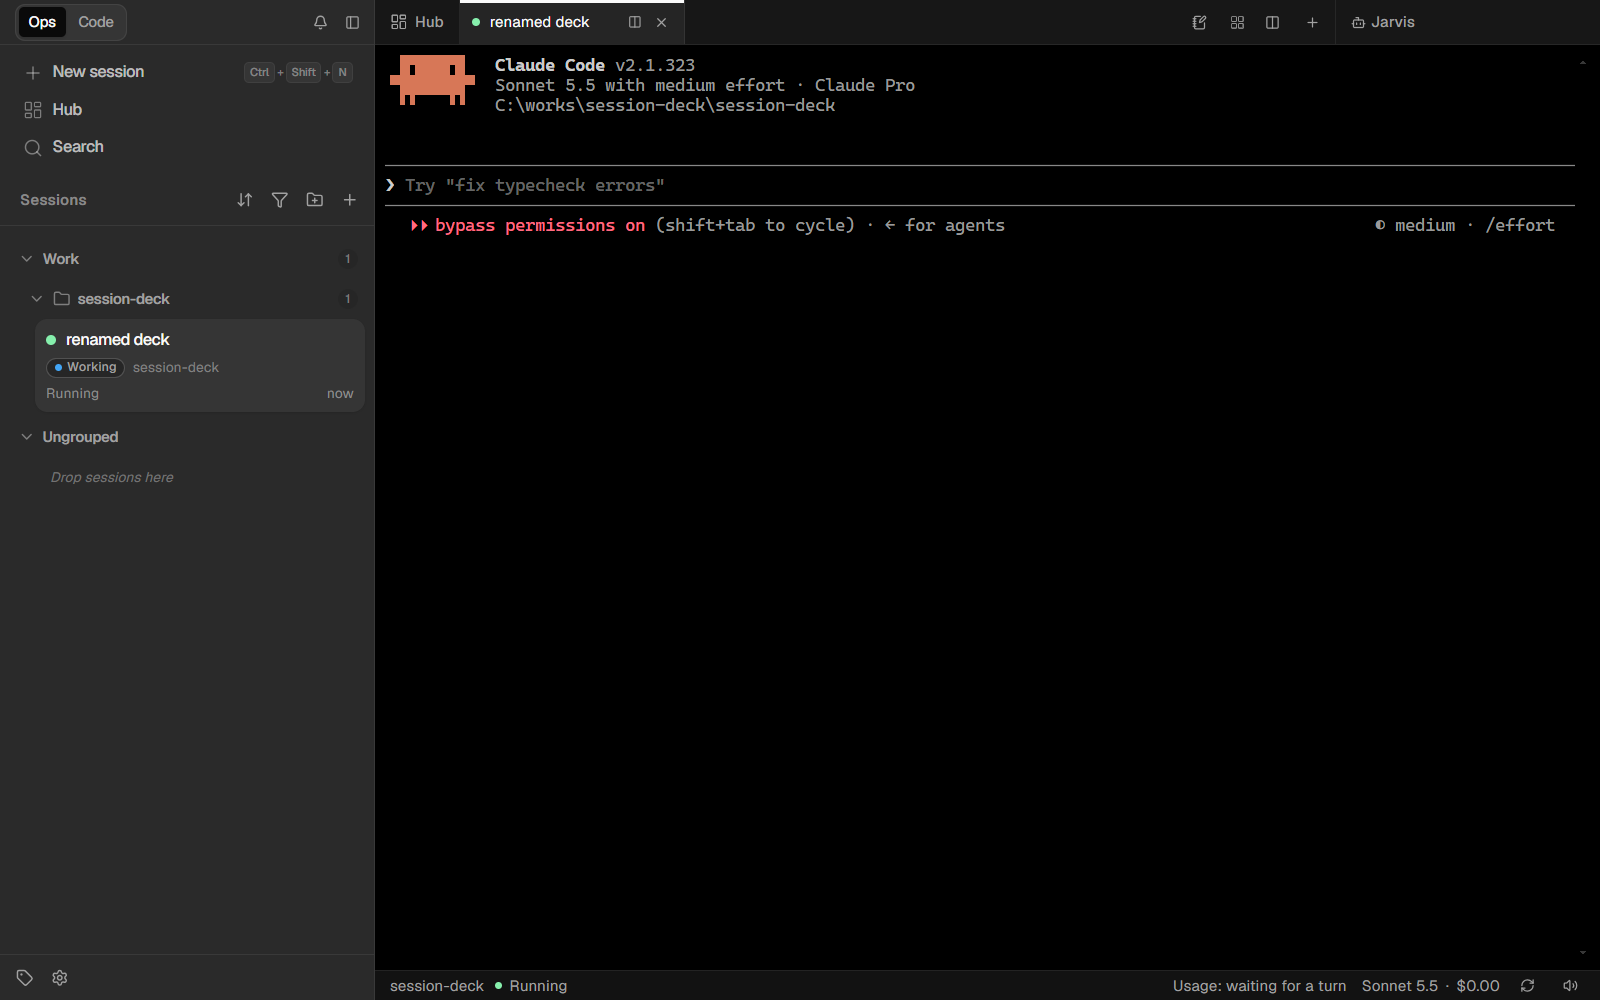 Ops Code
New session Ctrl + Shift + N
Hub
Search
Sessions
Work 1
session-deck 1
renamed deck
Working session-deck
Running now
Ungrouped
Drop sessions here
Hub
renamed deck
Jarvis
Claude Code v2.1.323
Sonnet 5.5 with medium effort · Claude Pro
C:\works\session-deck\session-deck
❯ Try "fix typecheck errors"
⏵⏵ bypass permissions on (shift+tab to cycle) · ← for agents
◐ medium · /effort
session-deck Running
Usage: waiting for a turn Sonnet 5.5 · $0.00